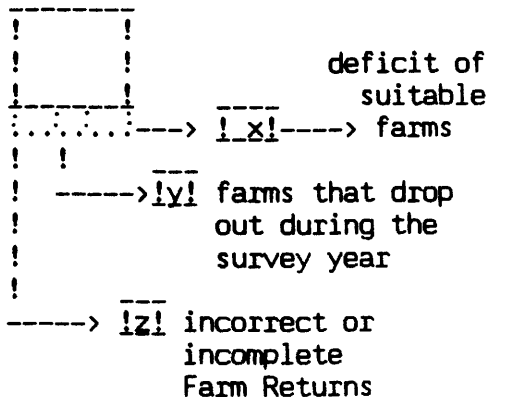 deficit of
suitable
x farms
y farms that drop
out during the
survey year
z incorrect or
incomplete
Farm Returns